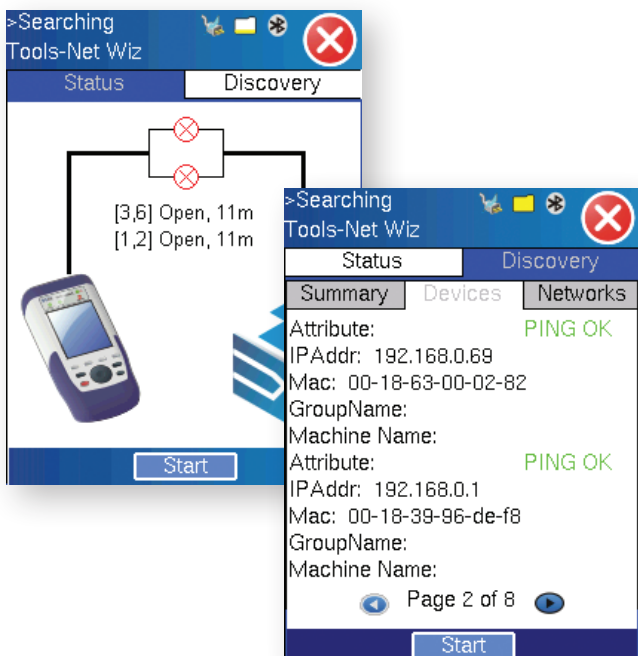 >Searching
Tools-Net Wiz
Status Discovery
[3,6] Open, 11m
[1,2] Open, 11m
Start
>Searching
Tools-Net Wiz
Status Discovery
Summary Devices Networks
Attribute: PING OK
IPAddr: 192.168.0.69
Mac: 00-18-63-00-02-82
GroupName:
Machine Name:
Attribute: PING OK
IPAddr: 192.168.0.1
Mac: 00-18-39-96-de-f8
GroupName:
Machine Name:
Page 2 of 8
Start